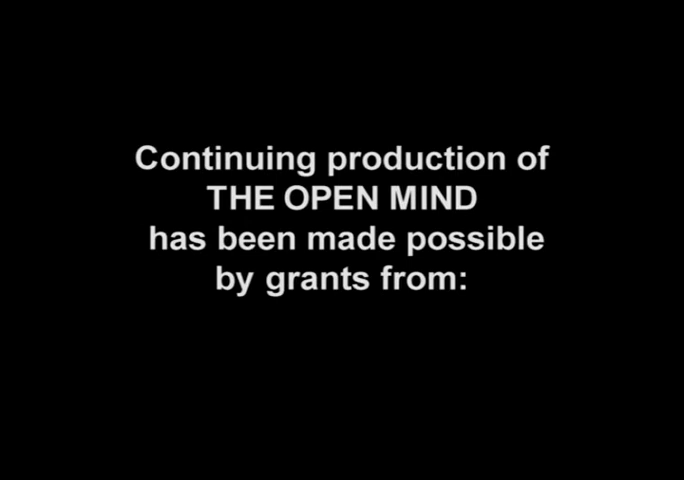 Continuing production of
THE OPEN MIND
has been made possible
by grants from: